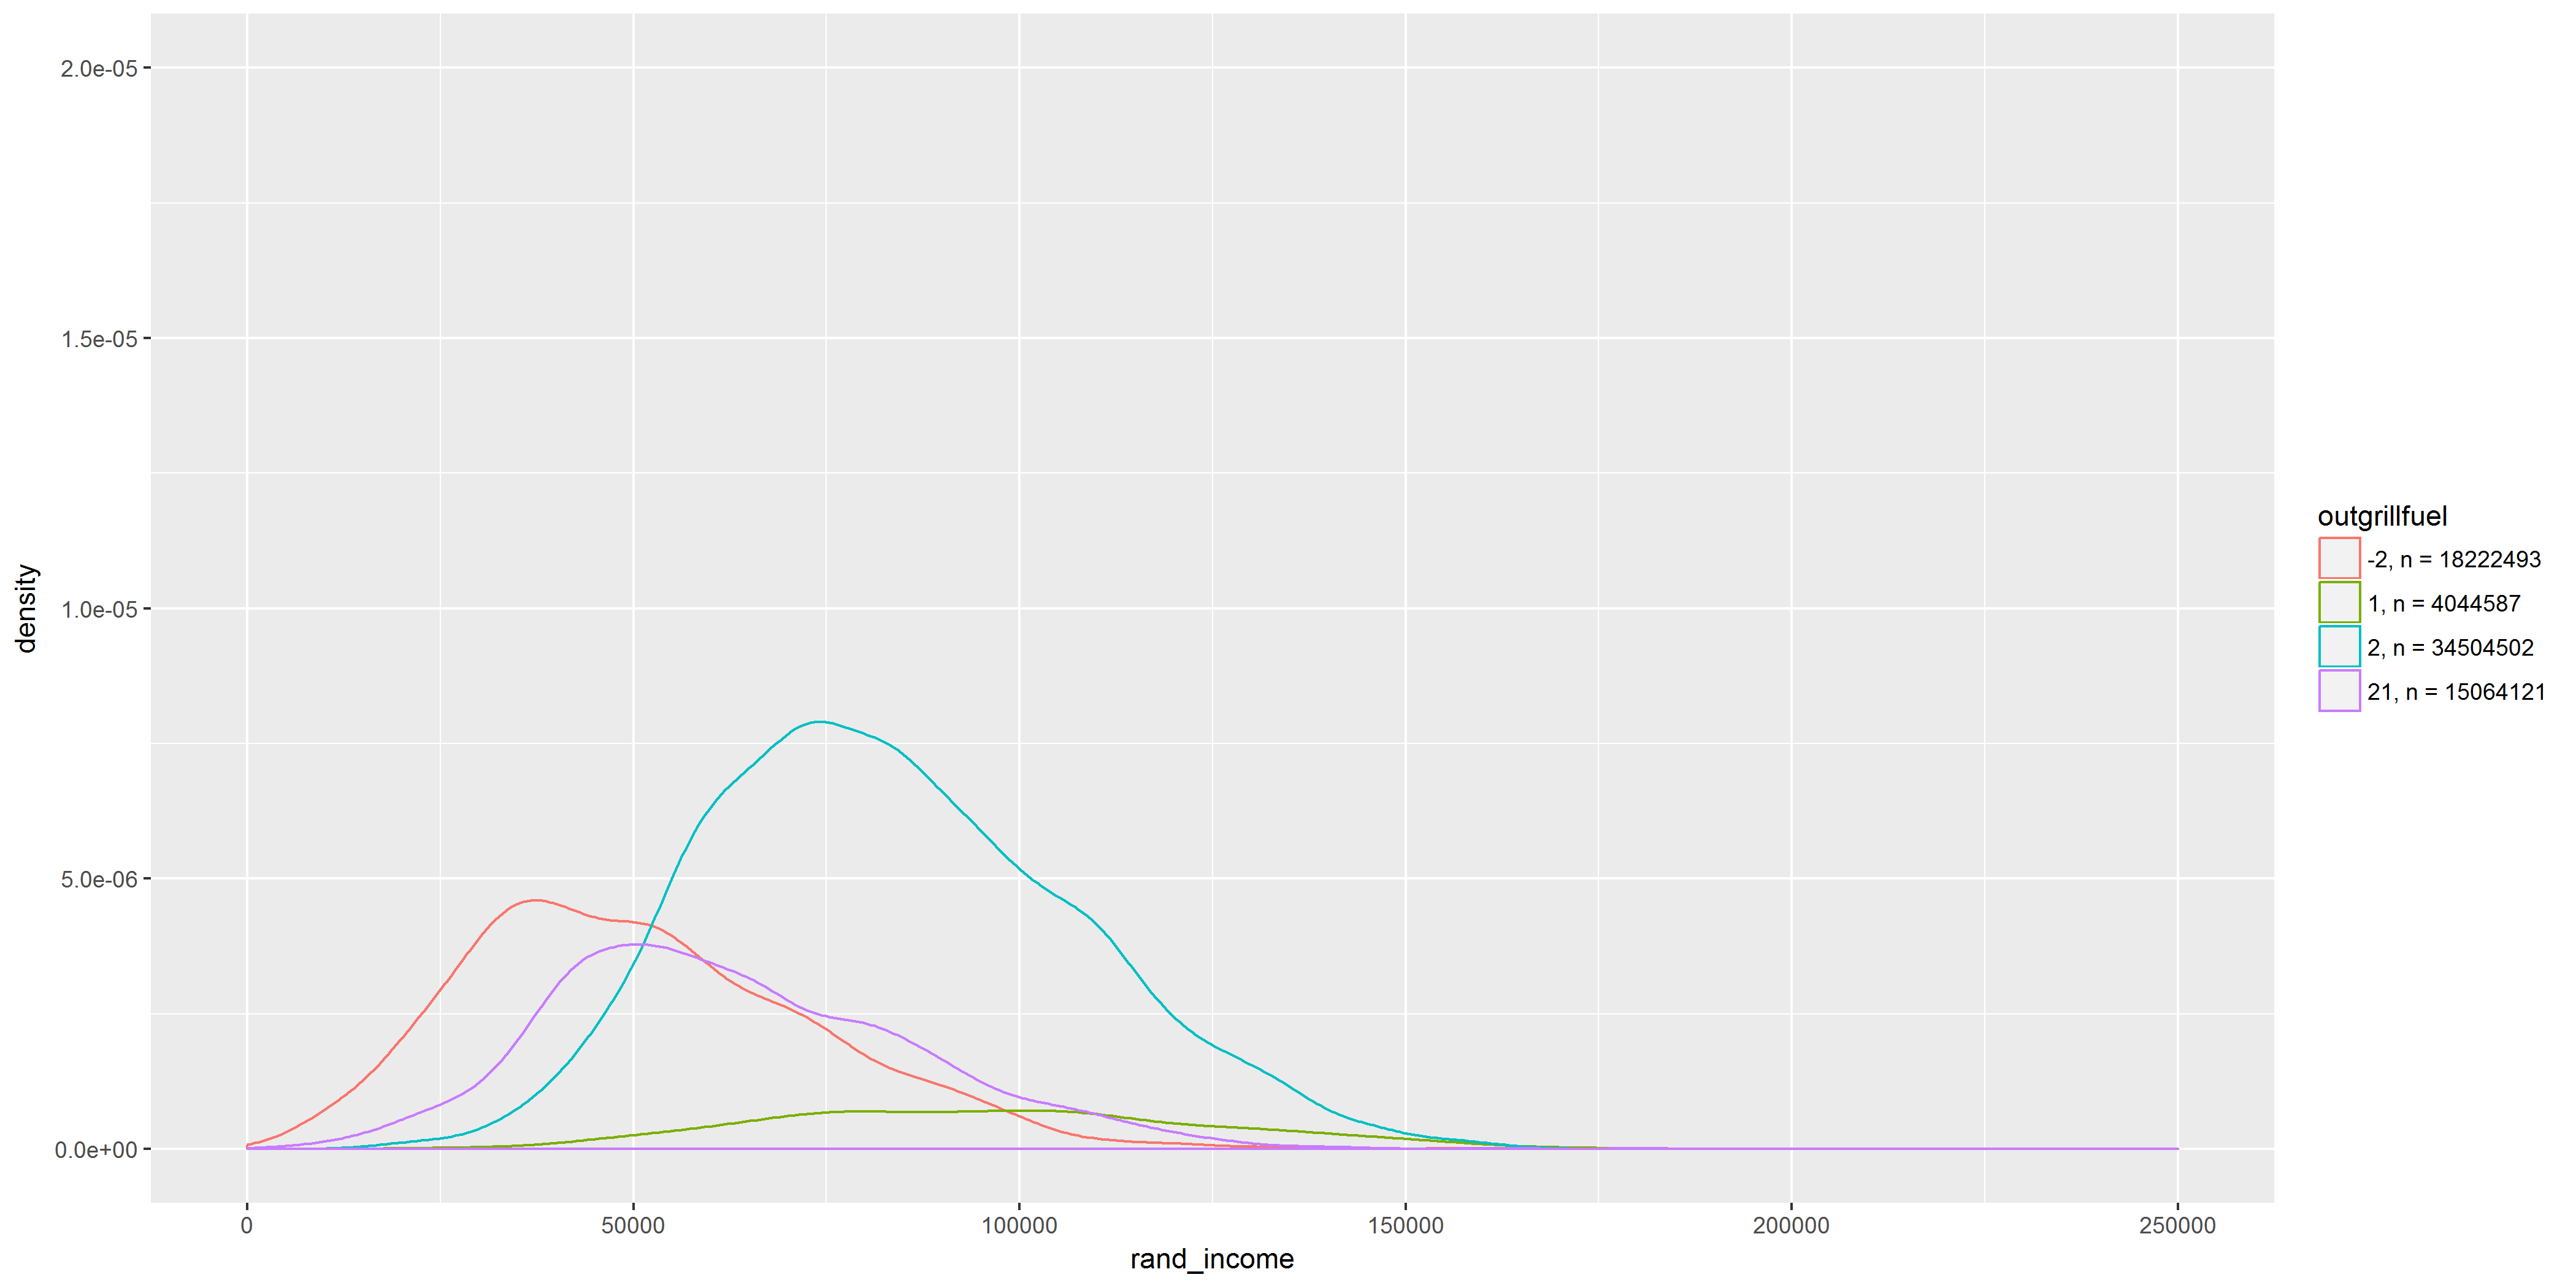 2.0e-05
1.5e-05
1.0e-05
5.0e-06
0.0e+00
density
0 50000 100000 150000 200000 250000
rand_income
outgrillfuel
-2, n = 18222493
1, n = 4044587
2, n = 34504502
21, n = 15064121